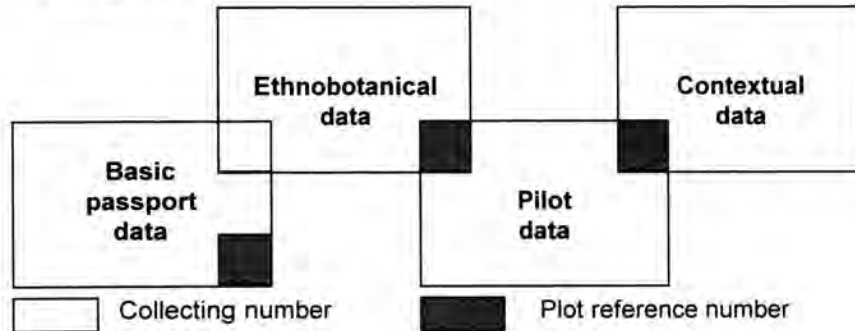 Ethnobotanical
data
Contextual
data
Basic
passport
data
Pilot
data
Collecting number
Plot reference number